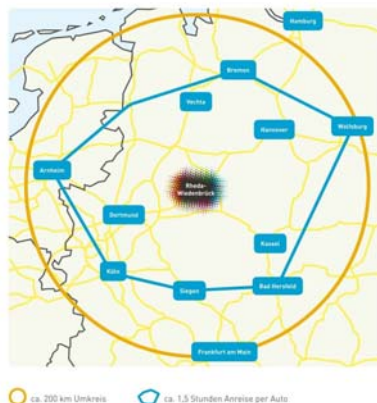 Hamburg
Bremen
Vechta
Hannover
Wolfsburg
Arnheim
Rheda-
Wiedenbrück
Dortmund
Kassel
Köln
Siegen
Bad Hersfeld
Frankfurt am Main
ca. 200 km Umkreis
ca. 1,5 Stunden Anreise per Auto